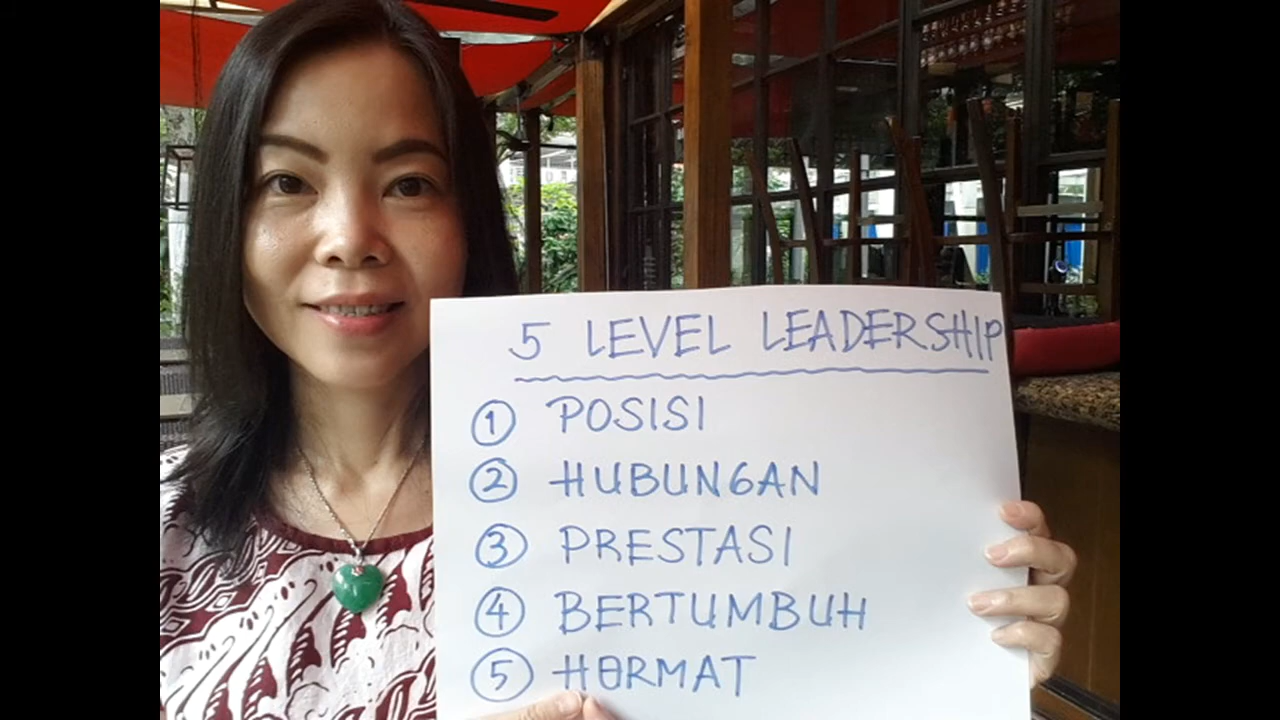 5 LEVEL LEADERSHIP
1 POSISI
2 HUBUNGAN
3 PRESTASI
4 BERTUMBUH
5 HORMAT